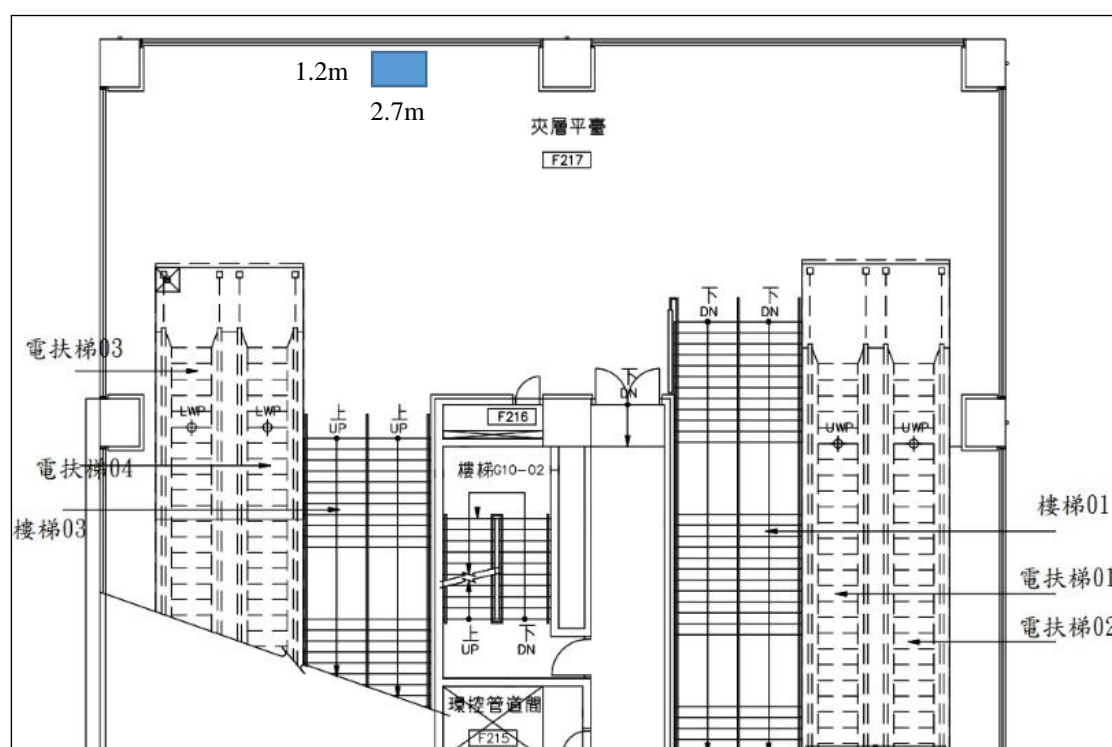 1.2m
2.7m
夾層平臺
F217
下
DN
下
DN
電扶梯03
下
DN
LWP
LWP
上
UP
上
UP
F216
UWP
UWP
電扶梯04
樓梯G10-02
樓梯03
樓梯01
電扶梯01
電扶梯02
上
UP
下
DN
環控管道間
F215